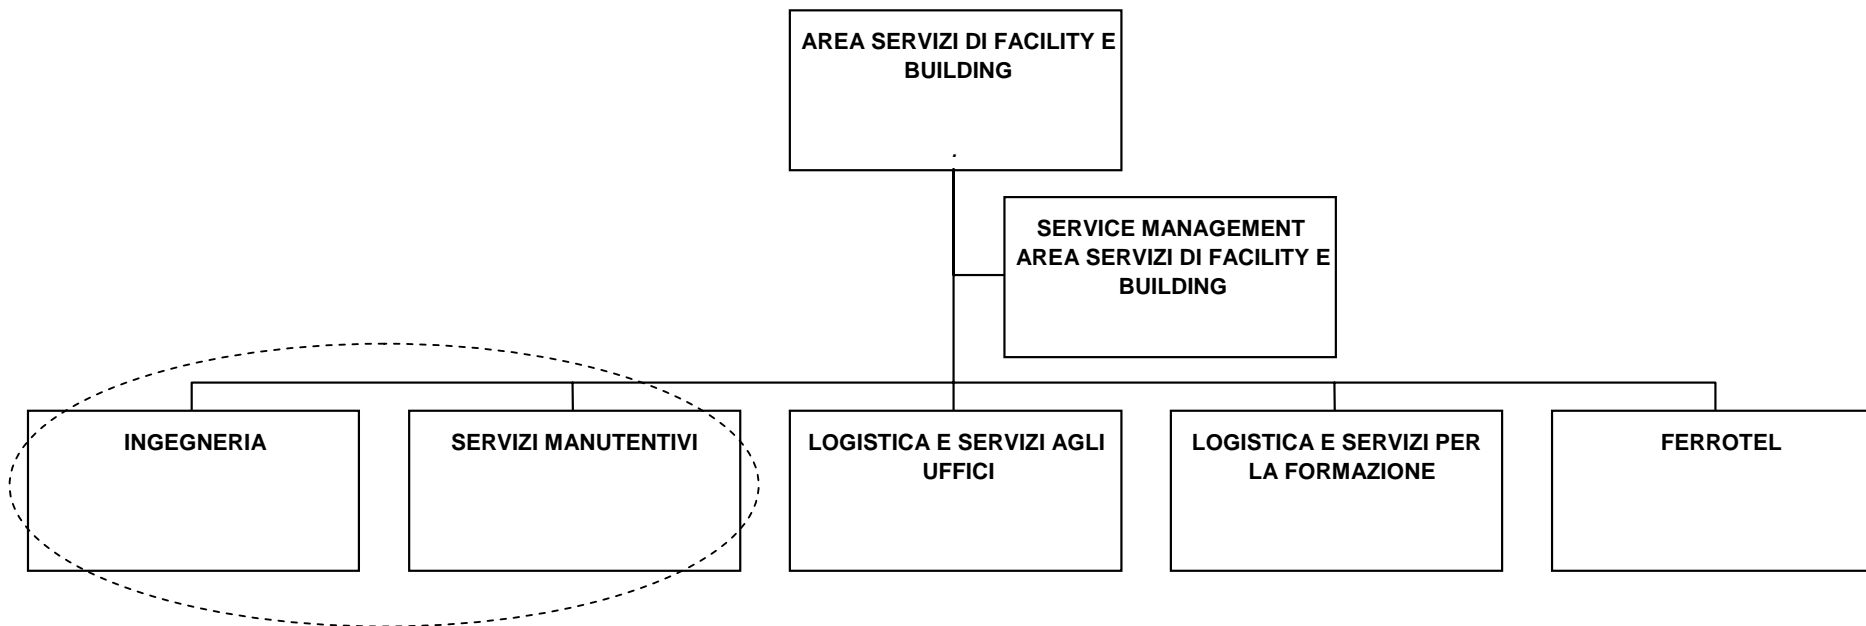 AREA SERVIZI DI FACILITY E
BUILDING
.
SERVICE MANAGEMENT
AREA SERVIZI DI FACILITY E
BUILDING
INGEGNERIA
SERVIZI MANUTENTIVI
LOGISTICA E SERVIZI AGLI
UFFICI
LOGISTICA E SERVIZI PER
LA FORMAZIONE
FERROTEL